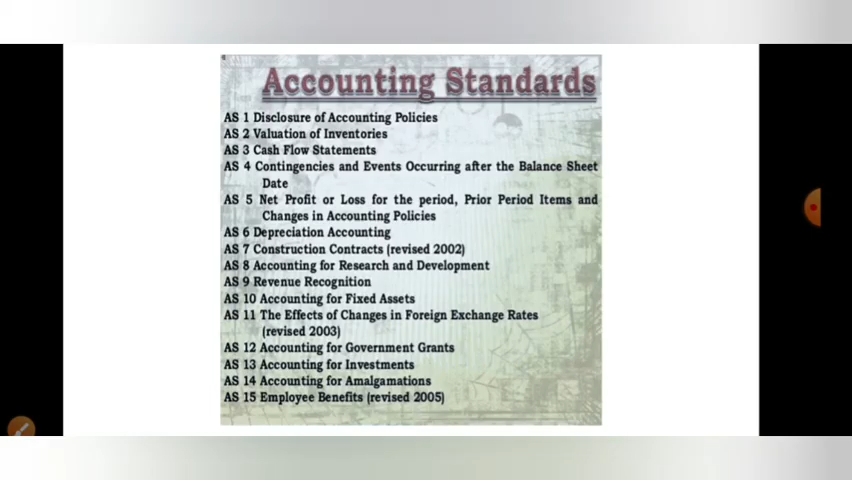 Accounting Standards
AS 1 Disclosure of Accounting Policies
AS 2 Valuation of Inventories
AS 3 Cash Flow Statements
AS 4 Contingencies and Events Occurring after the Balance Sheet
Date
AS 5 Net Profit or Loss for the period, Prior Period Items and
Changes in Accounting Policies
AS 6 Depreciation Accounting
AS 7 Construction Contracts (revised 2002)
AS 8 Accounting for Research and Development
AS 9 Revenue Recognition
AS 10 Accounting for Fixed Assets
AS 11 The Effects of Changes in Foreign Exchange Rates
(revised 2003)
AS 12 Accounting for Government Grants
AS 13 Accounting for Investments
AS 14 Accounting for Amalgamations
AS 15 Employee Benefits (revised 2005)